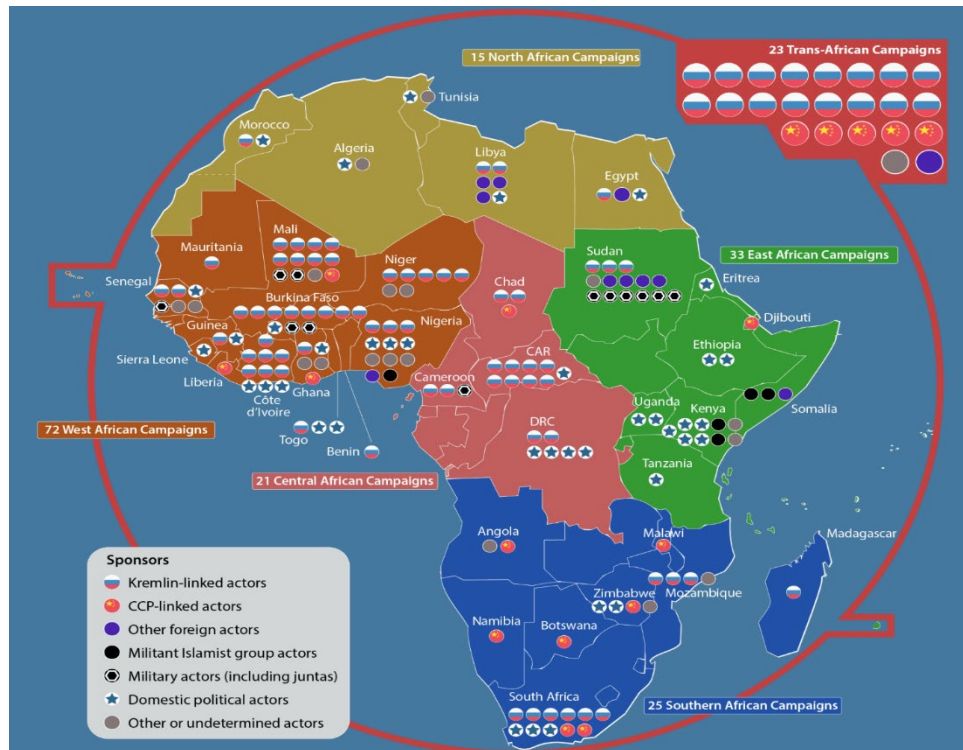 15 North African Campaigns
23 Trans-African Campaigns
Tunisia
Morocco
Algeria
Libya
Egypt
Mauritania
Mali
Niger
Chad
Sudan
33 East African Campaigns
Eritrea
Senegal
Burkina Faso
Nigeria
Djibouti
Guinea
Ethiopia
Sierra Leone
Liberia
Ghana
Côte
d'Ivoire
Cameroon
CAR
Somalia
Uganda
Kenya
72 West African Campaigns
Togo
Benin
DRC
Tanzania
21 Central African Campaigns
Angola
Malawi
Madagascar
Mozambique
Zimbabwe
Namibia
Botswana
South Africa
25 Southern African Campaigns
Sponsors
Kremlin-linked actors
CCP-linked actors
Other foreign actors
Militant Islamist group actors
Military actors (including juntas)
Domestic political actors
Other or undetermined actors